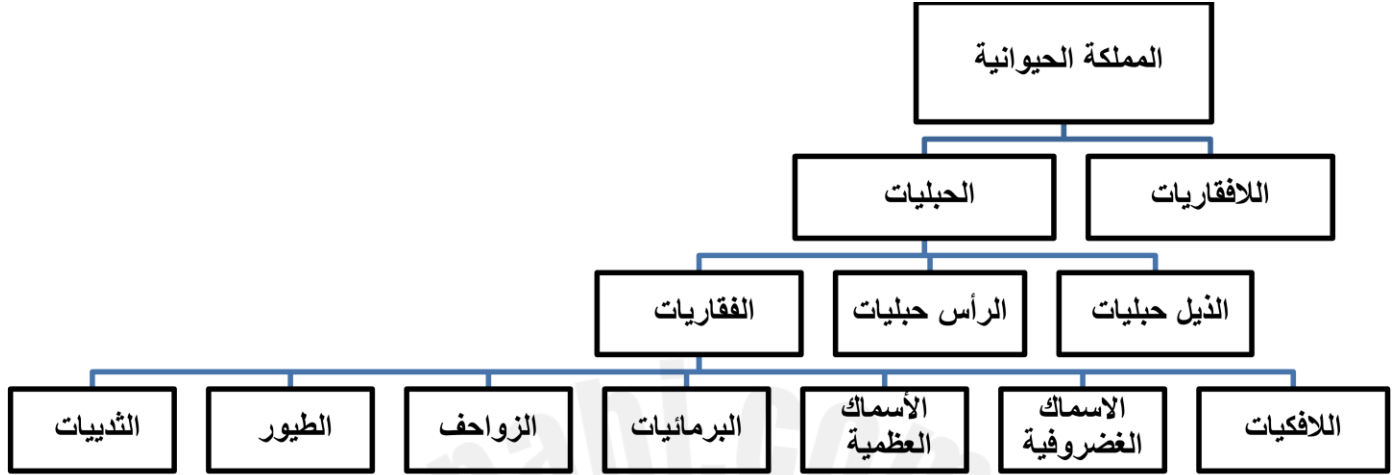 المملكة الحيوانية
اللافقاريات
الحبليات
الذيل حبليات
الرأس حبليات
الفقاريات
اللافكيات
الاسماك
الغضروفية
الأسماك
العظمية
البرمائيات
الزواحف
الطيور
الثدييات